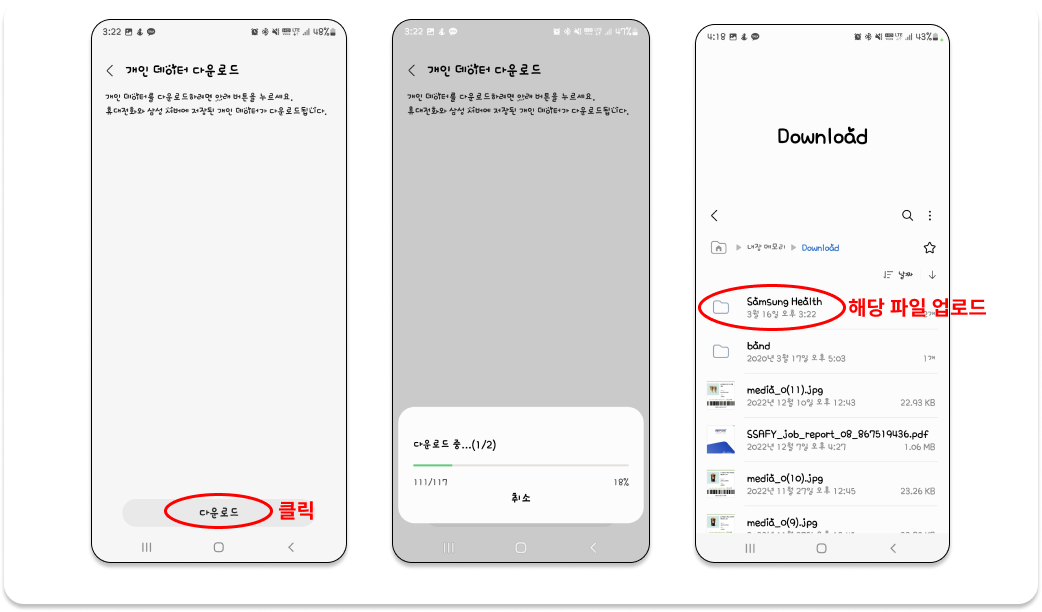 3:22
48%
개인 데이터 다운로드
개인 데이터를 다운로드하려면 아래 버튼을 누르세요.
휴대전화와 삼성 서버에 저장된 개인 데이터가 다운로드됩니다.
다운로드
클릭
3:22
47%
개인 데이터 다운로드
개인 데이터를 다운로드하려면 아래 버튼을 누르세요.
휴대전화와 삼성 서버에 저장된 개인 데이터가 다운로드됩니다.
다운로드 중...(1/2)
111/117
18%
취소
4:18
43%
Download
내장 메모리
Download
날짜
Samsung Health
3월 16일 오후 3:22
해당 파일 업로드
band
2020년 3월 17일 오후 5:03
1개
media_0(11).jpg
2022년 12월 10일 오후 12:43
22.93 KB
SSAFY_job_report_08_867519436.pdf
2022년 12월 7일 오후 4:27
1.06 MB
media_0(10).jpg
2022년 11월 27일 오후 12:45
23.26 KB
media_0(9).jpg